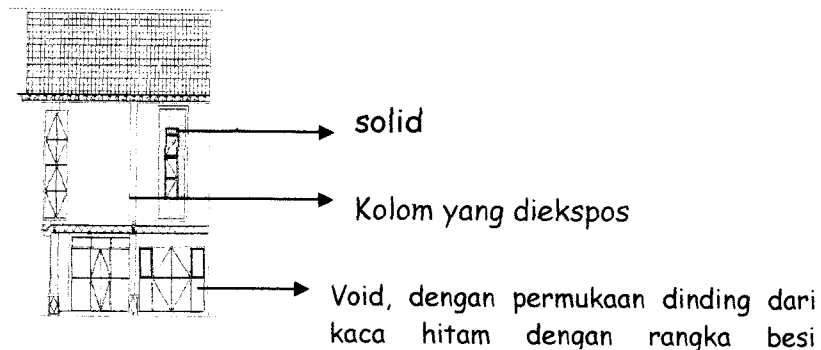 solid
Kolom yang diekspos
Void, dengan permukaan dinding dari
kaca hitam dengan rangka besi